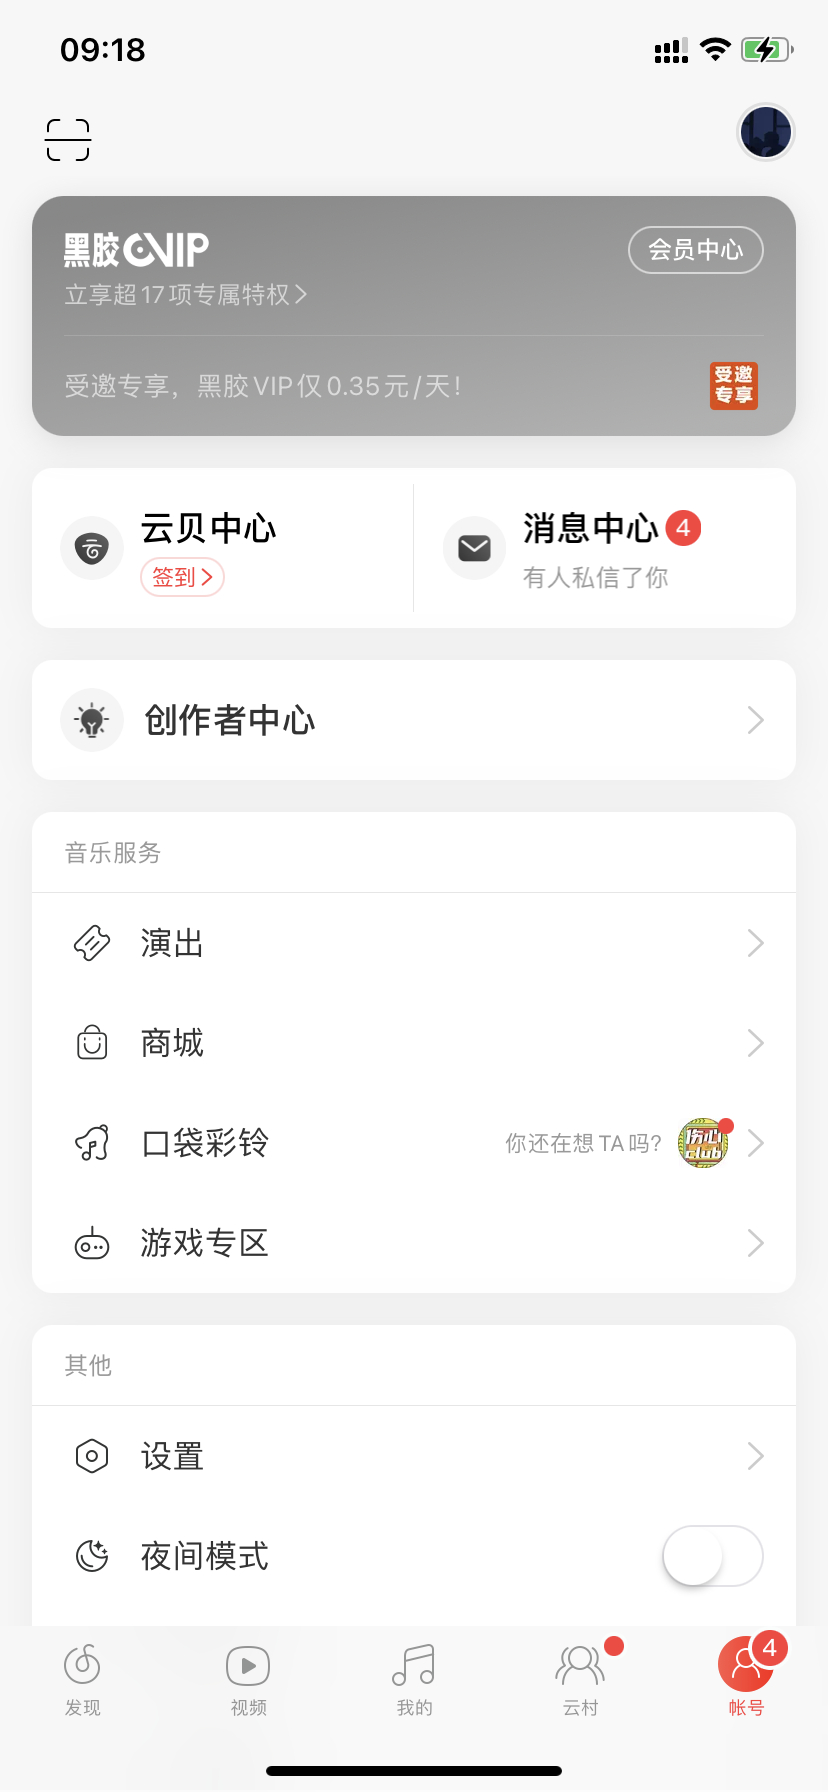 09:18
黑胶VIP
会员中心
立享超17项专属特权
受邀专享，黑胶VIP仅0.35元/天！
受邀
专享
云贝中心
签到
消息中心 4
有人私信了你
创作者中心
音乐服务
演出
商城
口袋彩铃
你还在想TA吗？
伤心
club
游戏专区
其他
设置
夜间模式
4
发现
视频
我的
云村
帐号